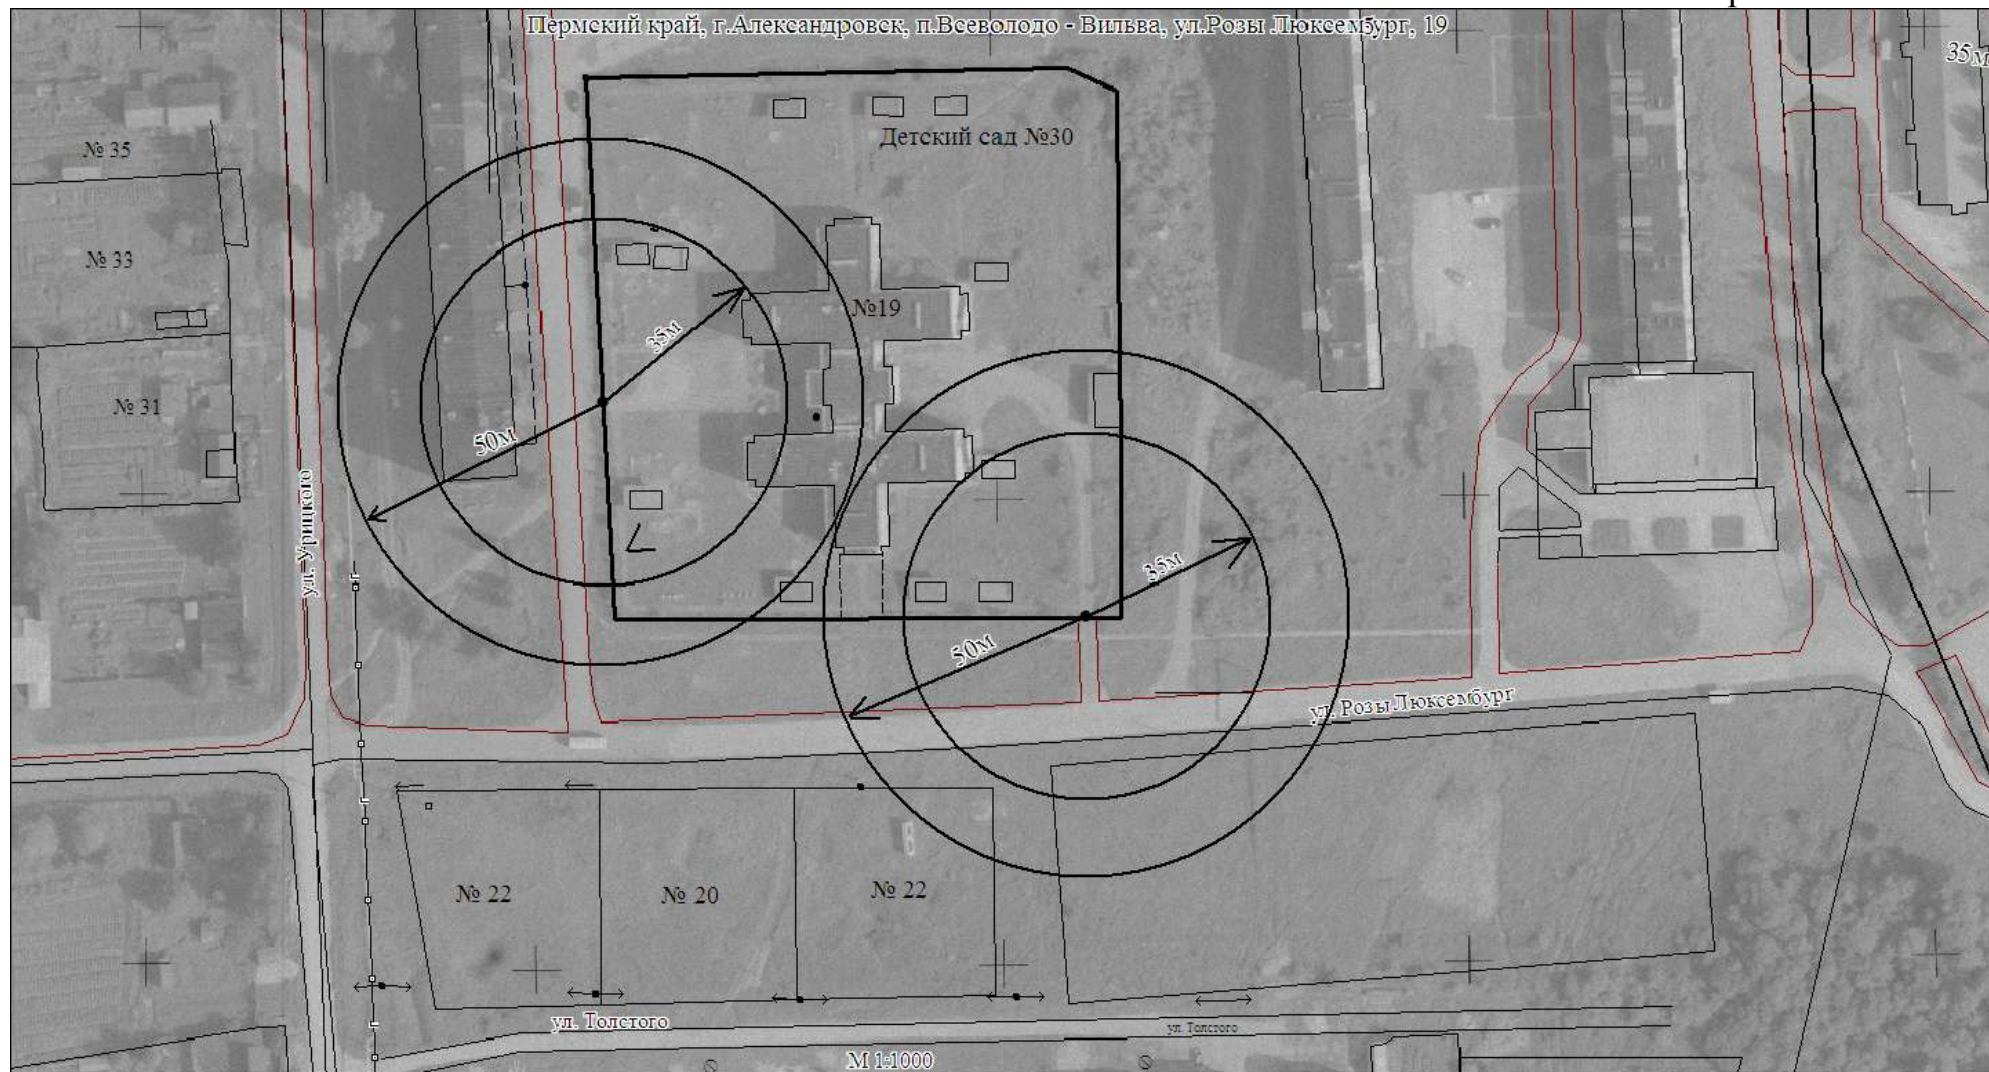 Пермский край, г.Александровск, п.Всеволодо - Вильва, ул.Розы Люксембург, 19
35м
Детский сад №30
№ 35
№ 33
№19
35м
№ 31
50м
ул. Урицкого
35м
50м
ул. Розы Люксембург
г
г
г
№ 22
№ 20
№ 22
ул. Толстого
ул. Толстого
М 1:1000